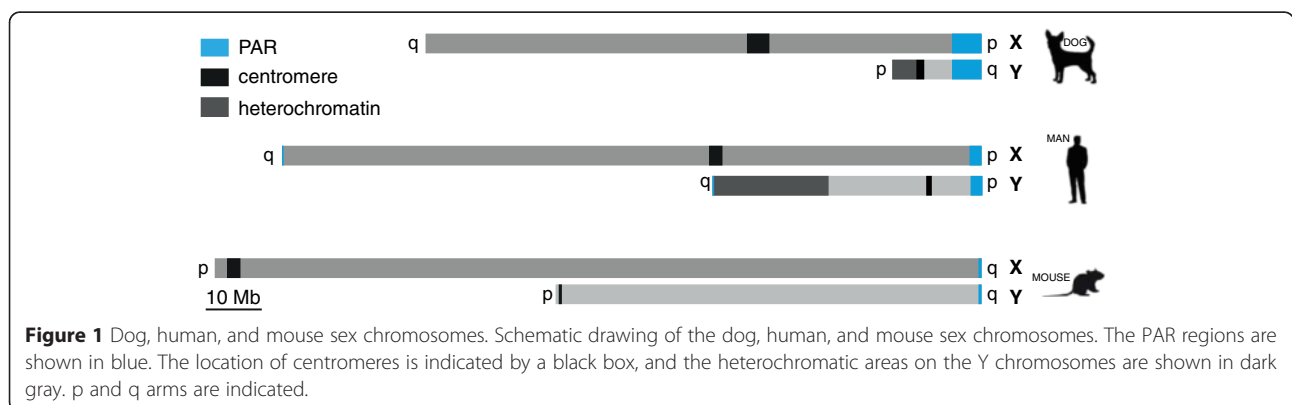 PAR
centromere
heterochromatin
q
p X
DOG
p
q Y
q
p X
MAN
q
p Y
p
q X
MOUSE
10 Mb
p
q Y
Figure 1 Dog, human, and mouse sex chromosomes. Schematic drawing of the dog, human, and mouse sex chromosomes. The PAR regions are
shown in blue. The location of centromeres is indicated by a black box, and the heterochromatic areas on the Y chromosomes are shown in dark
gray. p and q arms are indicated.